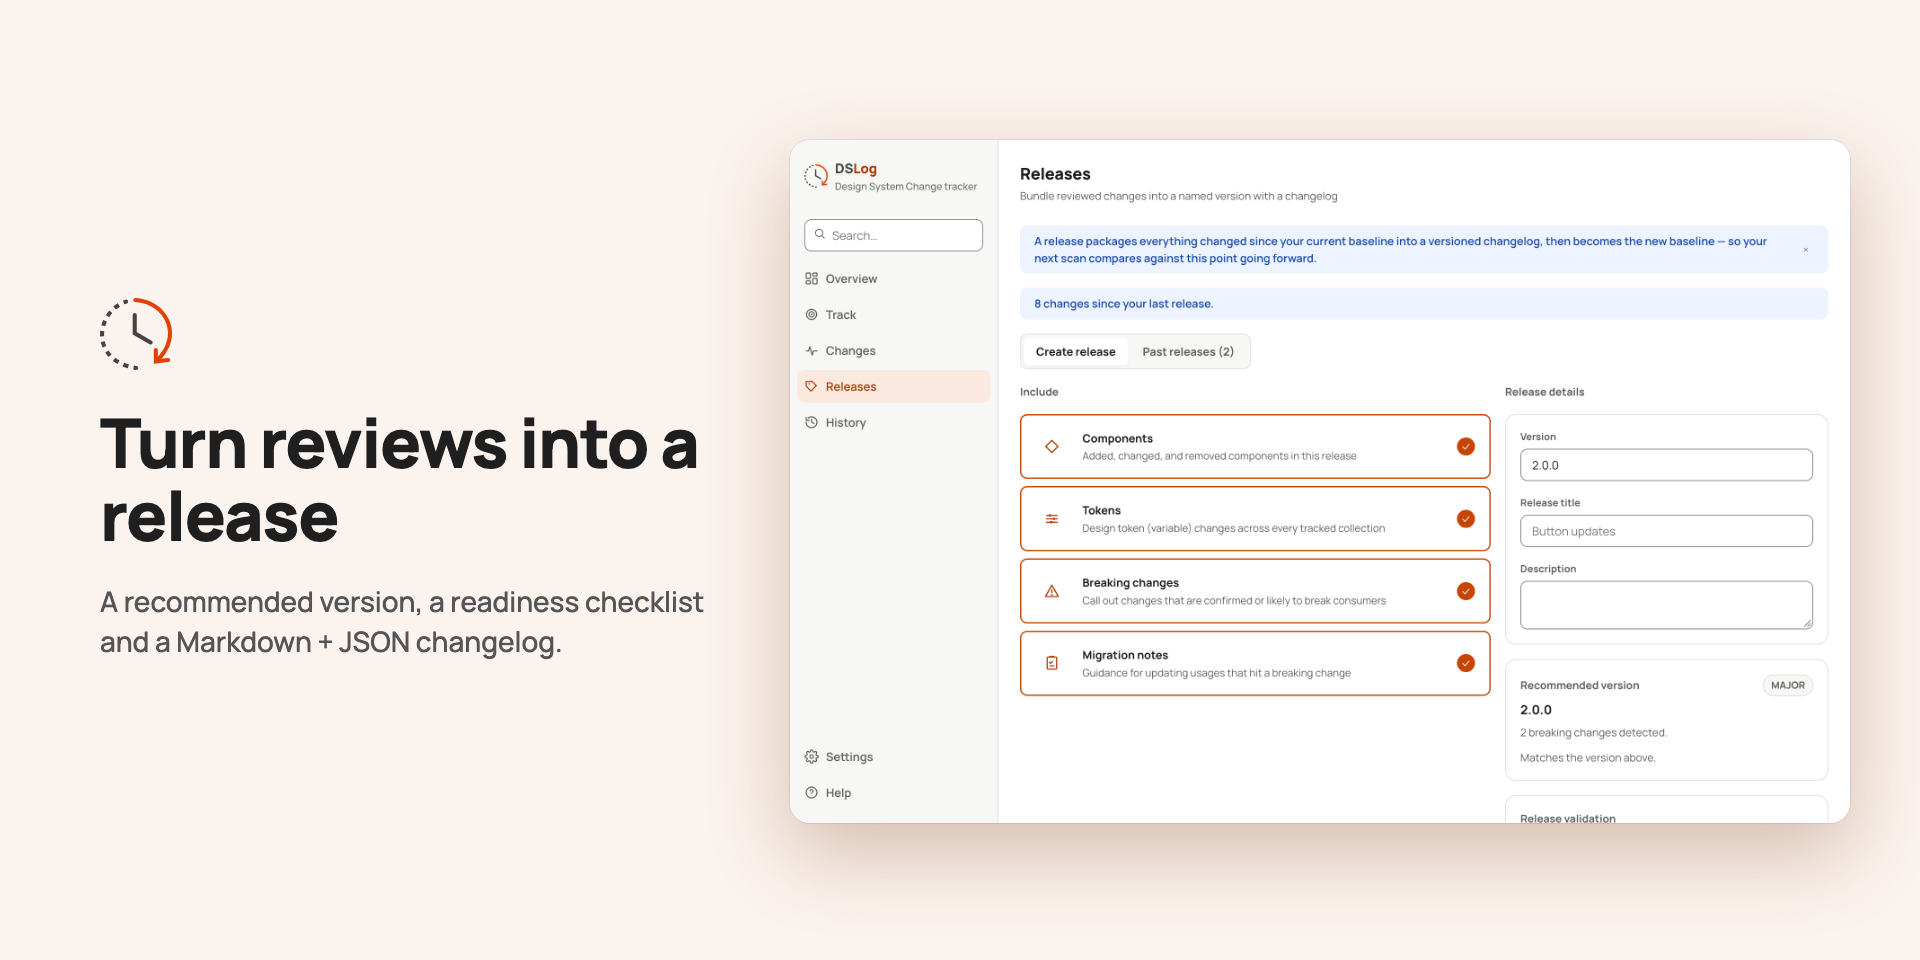 Turn reviews into a
release
A recommended version, a readiness checklist
and a Markdown + JSON changelog.
DSLog
Design System Change tracker
Search...
Overview
Track
Changes
Releases
History
Settings
Help
Releases
Bundle reviewed changes into a named version with a changelog
A release packages everything changed since your current baseline into a versioned changelog, then becomes the new baseline — so your
next scan compares against this point going forward.
×
8 changes since your last release.
Create release
Past releases (2)
Include
Components
Added, changed, and removed components in this release
Tokens
Design token (variable) changes across every tracked collection
Breaking changes
Call out changes that are confirmed or likely to break consumers
Migration notes
Guidance for updating usages that hit a breaking change
Release details
Version
2.0.0
Release title
Button updates
Description
Recommended version
MAJOR
2.0.0
2 breaking changes detected.
Matches the version above.
Release validation